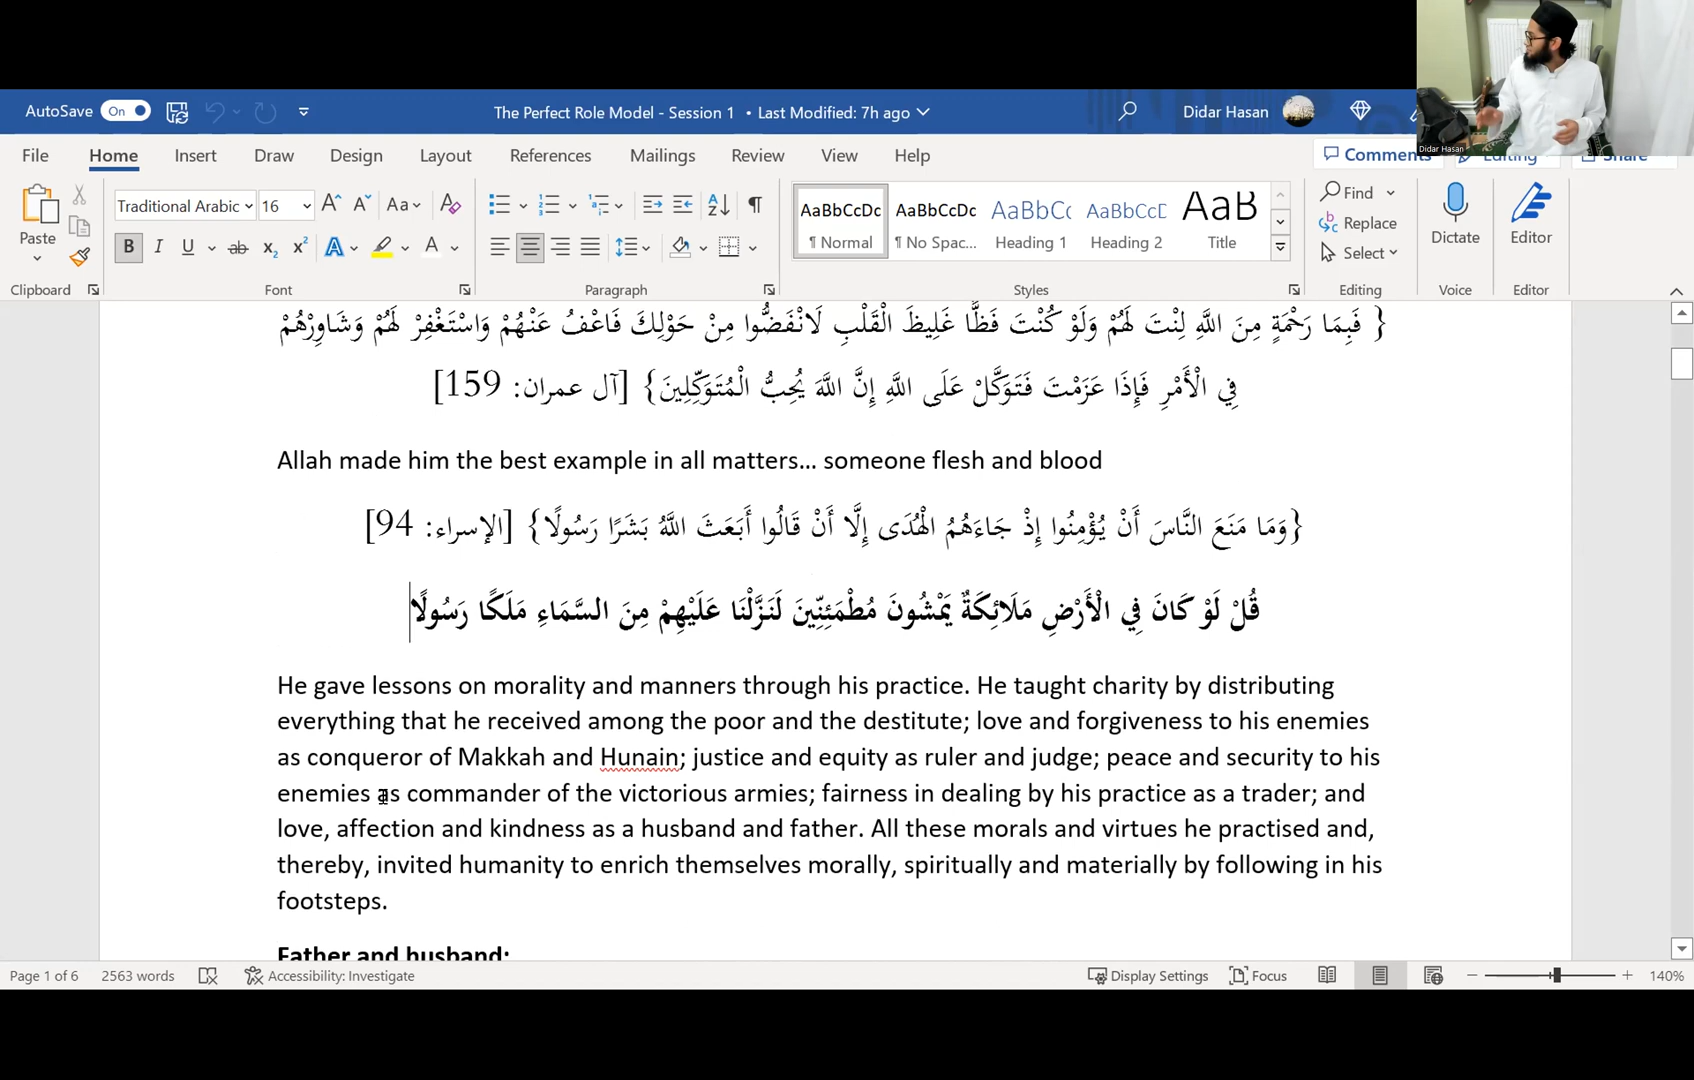 AutoSave On The Perfect Role Model - Session 1 • Last Modified: 7h ago Didar Hasan
Didar Hasan
File Home Insert Draw Design Layout References Mailings Review View Help Comments Editing Share
Paste
Clipboard
Traditional Arabic 16
Font
Paragraph
AaBbCcDc AaBbCcDc AaBbCc AaBbCcD AaB
¶ Normal ¶ No Spac... Heading 1 Heading 2 Title
Styles
Find
Replace
Select
Editing
Dictate
Voice
Editor
Editor
{ فَبِمَا رَحْمَةٍ مِنَ اللَّهِ لِنْتَ لَهُمْ وَلَوْ كُنْتَ فَظًّا غَلِيظَ الْقَلْبِ لَانْفَضُّوا مِنْ حَوْلِكَ فَاعْفُ عَنْهُمْ وَاسْتَغْفِرْ لَهُمْ وَشَاوِرْهُمْ
فِي الْأَمْرِ فَإِذَا عَزَمْتَ فَتَوَكَّلْ عَلَى اللَّهِ إِنَّ اللَّهَ يُحِبُّ الْمُتَوَكِّلِينَ} [آل عمران: 159]
Allah made him the best example in all matters... someone flesh and blood
{وَمَا مَنَعَ النَّاسَ أَنْ يُؤْمِنُوا إِذْ جَاءَهُمُ الْهُدَى إِلَّا أَنْ قَالُوا أَبَعَثَ اللَّهُ بَشَرًا رَسُولًا} [الإسراء: 94]
قُلْ لَوْ كَانَ فِي الْأَرْضِ مَلَائِكَةٌ يَمْشُونَ مُطْمَئِنِّينَ لَنَزَّلْنَا عَلَيْهِمْ مِنَ السَّمَاءِ مَلَكًا رَسُولًا
He gave lessons on morality and manners through his practice. He taught charity by distributing
everything that he received among the poor and the destitute; love and forgiveness to his enemies
as conqueror of Makkah and Hunain; justice and equity as ruler and judge; peace and security to his
enemies as commander of the victorious armies; fairness in dealing by his practice as a trader; and
love, affection and kindness as a husband and father. All these morals and virtues he practised and,
thereby, invited humanity to enrich themselves morally, spiritually and materially by following in his
footsteps.
Father and husband:
Page 1 of 6 2563 words Accessibility: Investigate Display Settings Focus 140%